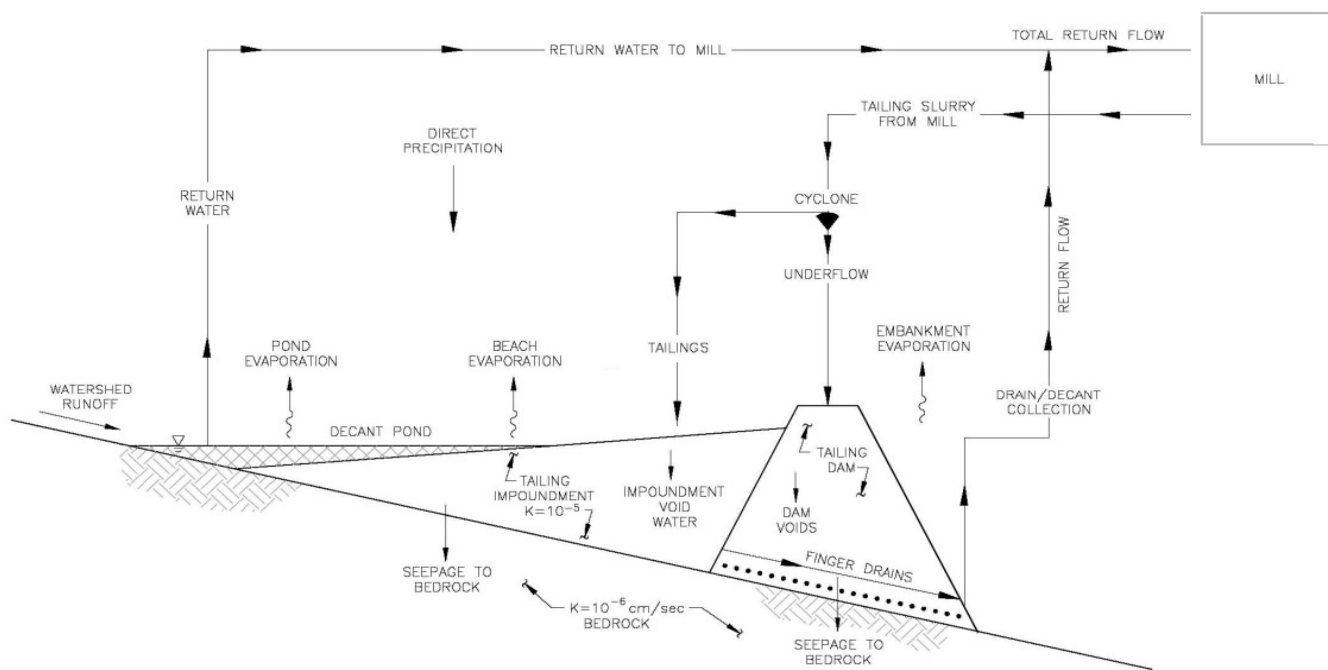 TOTAL RETURN FLOW
RETURN WATER TO MILL
MILL
TAILING SLURRY
FROM MILL
DIRECT
PRECIPITATION
RETURN
WATER
CYCLONE
UNDERFLOW
RETURN FLOW
TAILINGS
EMBANKMENT
EVAPORATION
POND
EVAPORATION
BEACH
EVAPORATION
WATERSHED
RUNOFF
DRAIN/DECANT
COLLECTION
DECANT POND
TAILING
DAM
TAILING
IMPOUNDMENT
K=10⁻⁵
IMPOUNDMENT
VOID
WATER
DAM
VOIDS
FINGER DRAINS
SEEPAGE TO
BEDROCK
K=10⁻⁶ cm/sec
BEDROCK
SEEPAGE TO
BEDROCK